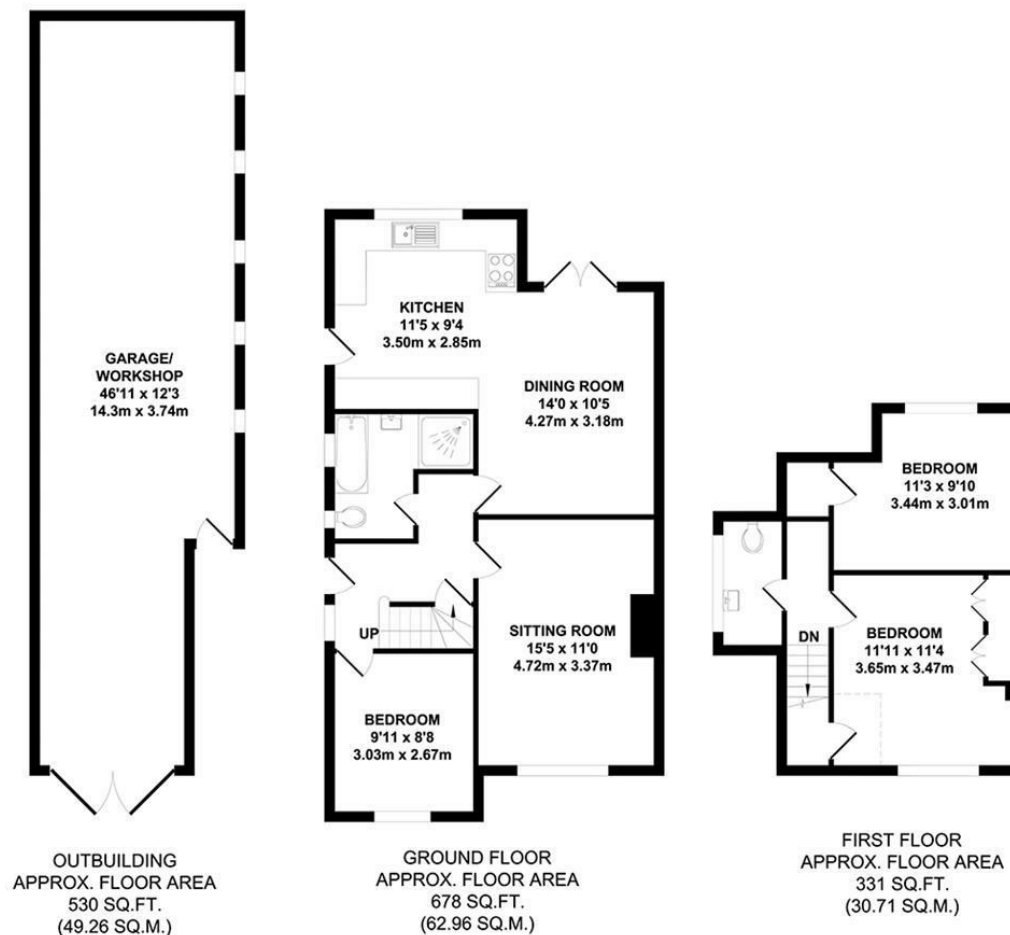 GARAGE/
WORKSHOP
46'11 x 12'3
14.3m x 3.74m
OUTBUILDING
APPROX. FLOOR AREA
530 SQ.FT.
(49.26 SQ.M.)
KITCHEN
11'5 x 9'4
3.50m x 2.85m
DINING ROOM
14'0 x 10'5
4.27m x 3.18m
UP
SITTING ROOM
15'5 x 11'0
4.72m x 3.37m
BEDROOM
9'11 x 8'8
3.03m x 2.67m
GROUND FLOOR
APPROX. FLOOR AREA
678 SQ.FT.
(62.96 SQ.M.)
BEDROOM
11'3 x 9'10
3.44m x 3.01m
DN
BEDROOM
11'11 x 11'4
3.65m x 3.47m
FIRST FLOOR
APPROX. FLOOR AREA
331 SQ.FT.
(30.71 SQ.M.)